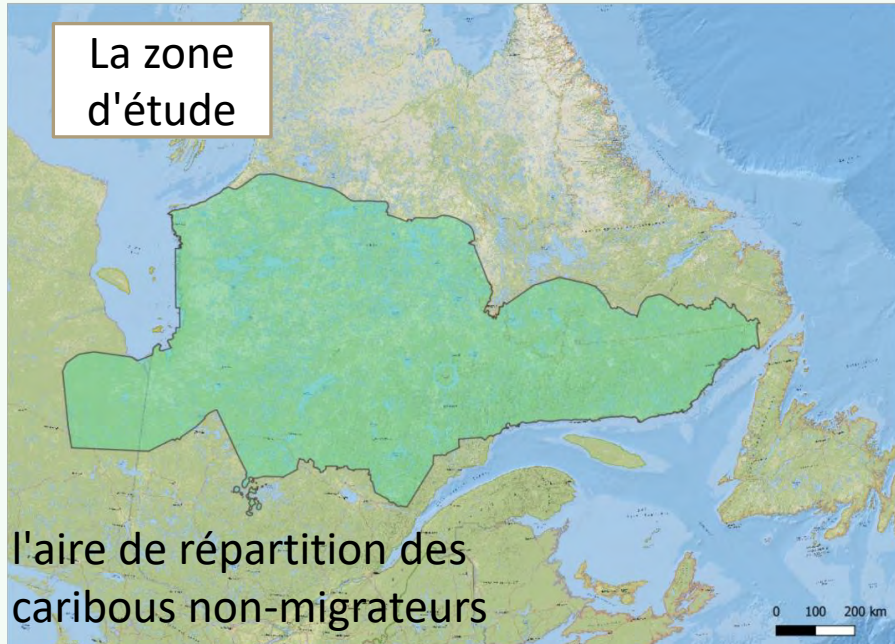 La zone
d'étude
l'aire de répartition des
caribous non-migrateurs
0 100 200 km